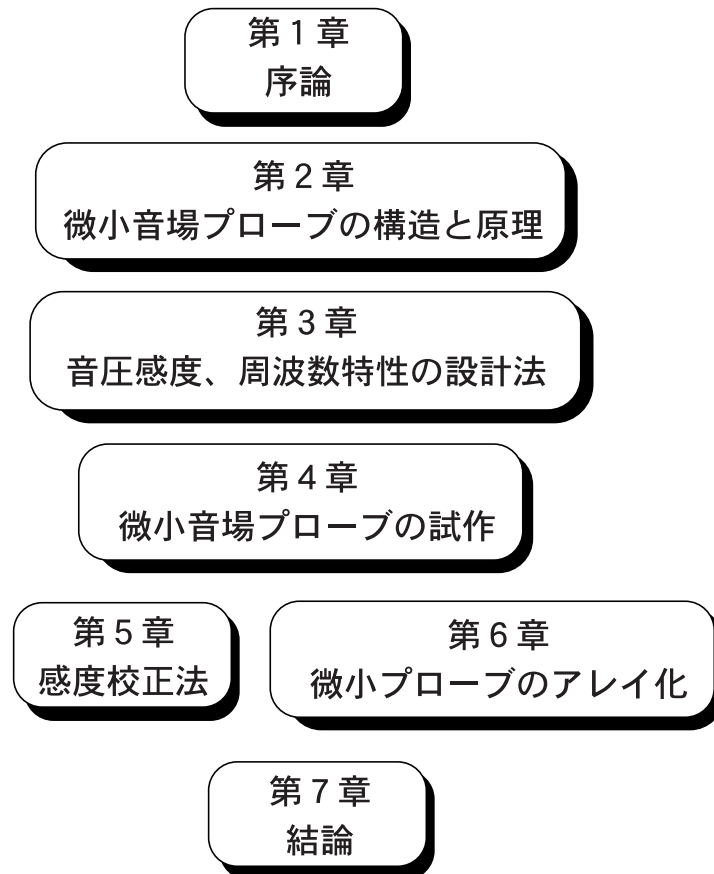 第１章
序論
第２章
微小音場プローブの構造と原理
第３章
音圧感度、周波数特性の設計法
第４章
微小音場プローブの試作
第５章
感度校正法
第６章
微小プローブのアレイ化
第７章
結論